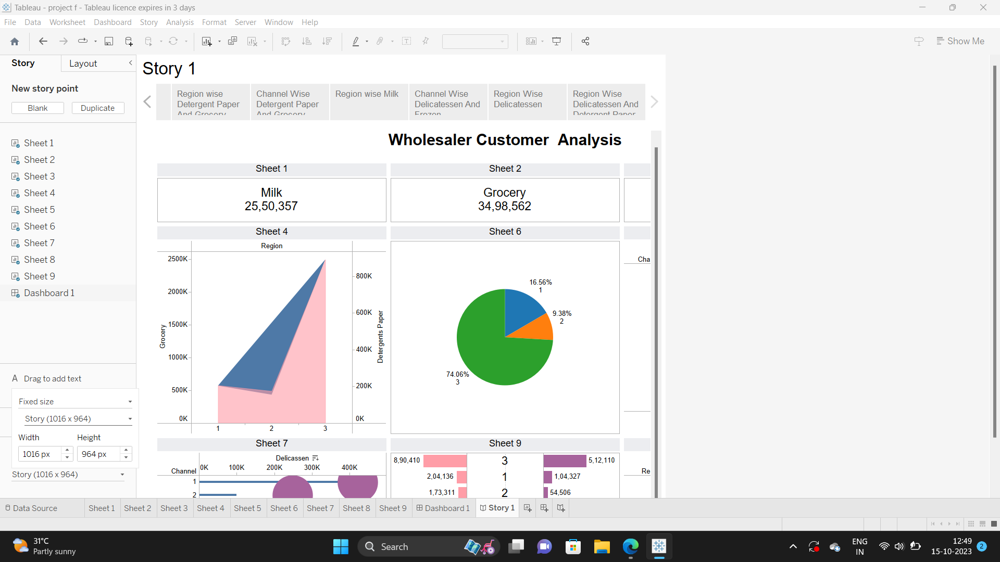 Tableau - project f - Tableau licence expires in 3 days
File Data Worksheet Dashboard Story Analysis Format Server Window Help
Show Me
Story Layout
New story point
Blank Duplicate
Sheet 1
Sheet 2
Sheet 3
Sheet 4
Sheet 5
Sheet 6
Sheet 7
Sheet 8
Sheet 9
Dashboard 1
A Drag to add text
Fixed size
Story (1016 x 964)
Width Height
1016 px 964 px
Story (1016 x 964)
Story 1
Region wise
Detergent Paper
And Grocery
Channel Wise
Detergent Paper
And Grocery
Region wise Milk
Channel Wise
Delicatessen And
Frozen
Region Wise
Delicatessen
Region Wise
Delicatessen And
Detergent Paper
Wholesaler Customer Analysis
Sheet 1
Milk
25,50,357
Sheet 2
Grocery
34,98,562
Sheet 4
Region
2500K
2000K
1500K
1000K
500K
0K
Grocery
800K
600K
400K
200K
0K
Detergents Paper
1 2 3
Sheet 6
16.56%
1
9.38%
2
74.06%
3
Cha
Sheet 7
Delicassen
Channel 0K 100K 200K 300K 400K
1
2
Sheet 9
8,90,410 3 5,12,110
2,04,136 1 1,04,327
1,73,311 2 54,506
Re
Data Source Sheet 1 Sheet 2 Sheet 3 Sheet 4 Sheet 5 Sheet 6 Sheet 7 Sheet 8 Sheet 9 Dashboard 1 Story 1
31°C
Partly sunny
Search
ENG
IN
12:49
15-10-2023
2